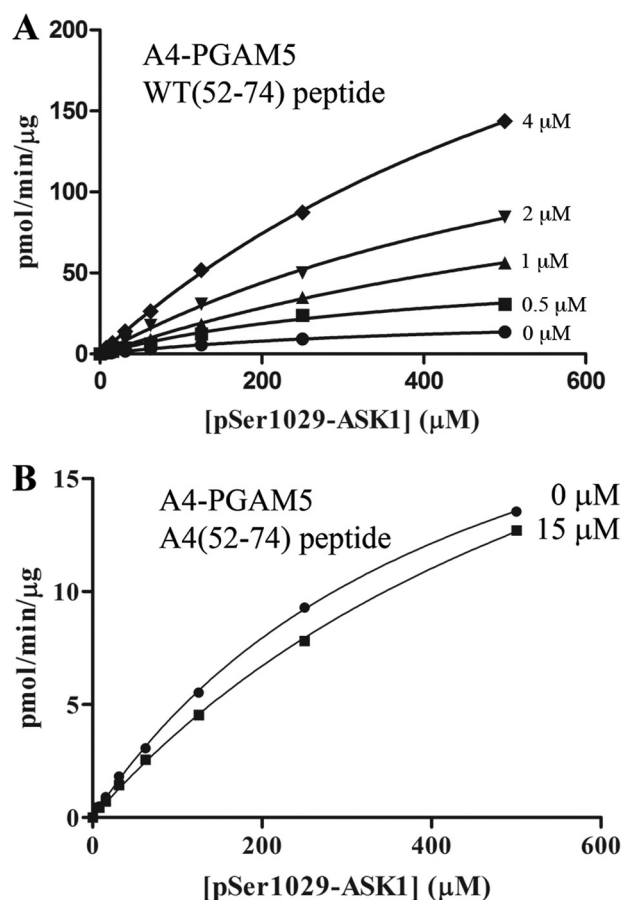 A
A4-PGAM5
WT(52-74) peptide
200
150
100
50
0
pmol/min/μg
4 μM
2 μM
1 μM
0.5 μM
0 μM
0 200 400 600
[pSer1029-ASK1] (μM)
B
A4-PGAM5
A4(52-74) peptide
15
10
5
0
pmol/min/μg
0 μM
15 μM
0 200 400 600
[pSer1029-ASK1] (μM)